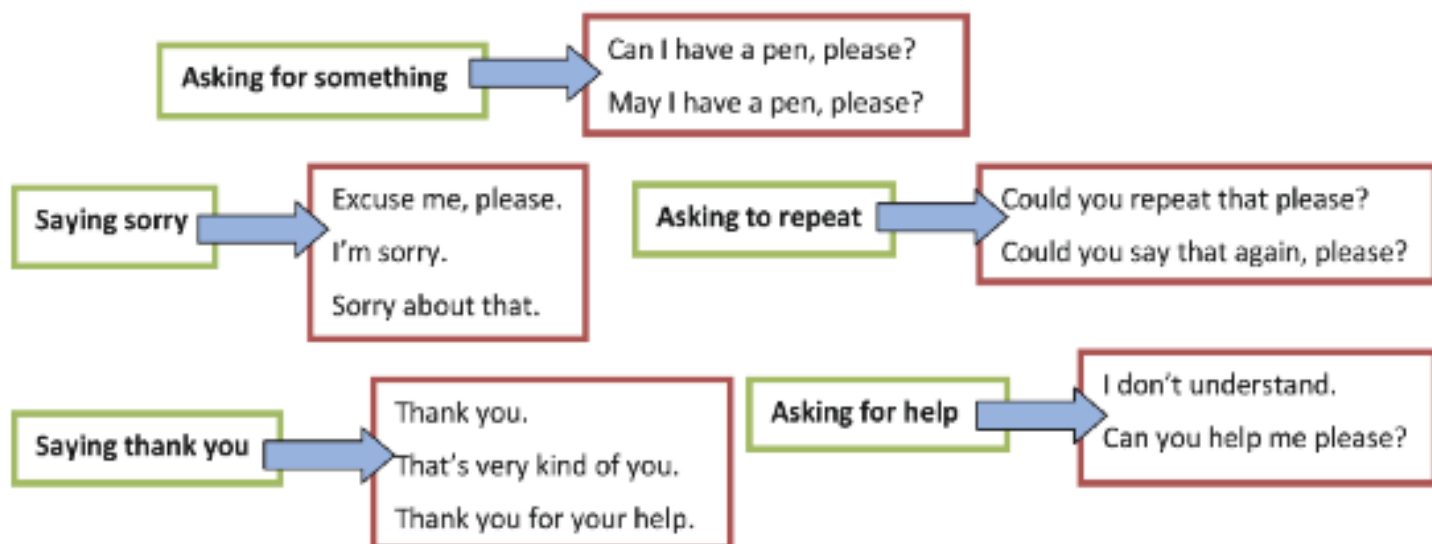 Asking for something
Can I have a pen, please?
May I have a pen, please?
Saying sorry
Excuse me, please.
I'm sorry.
Sorry about that.
Asking to repeat
Could you repeat that please?
Could you say that again, please?
Saying thank you
Thank you.
That's very kind of you.
Thank you for your help.
Asking for help
I don't understand.
Can you help me please?